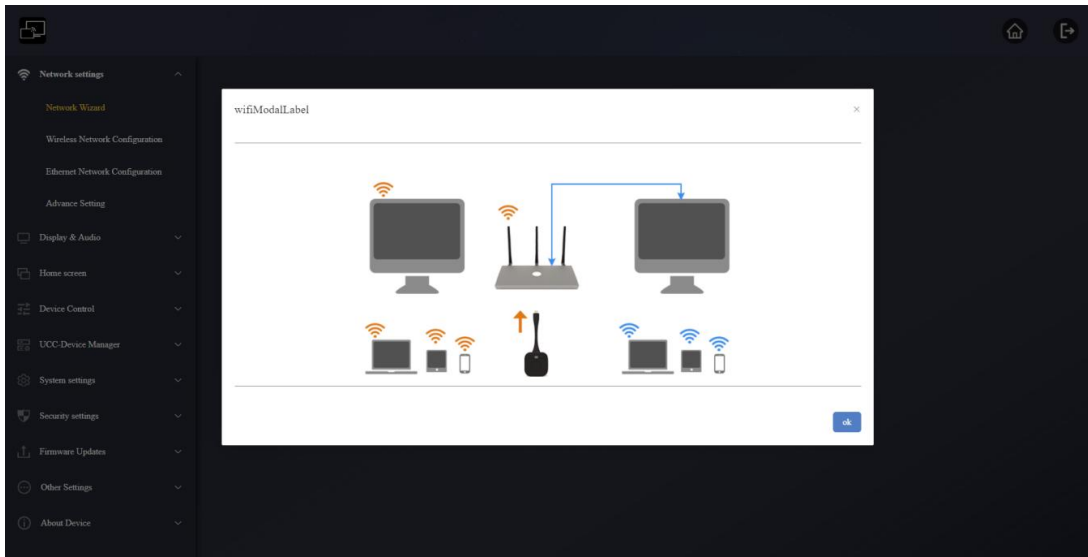 Network settings
Network Wizard
Wireless Network Configuration
Ethernet Network Configuration
Advance Setting
Display & Audio
Home screen
Device Control
UCC-Device Manager
System settings
Security settings
Firmware Updates
Other Settings
About Device
wifiModalLabel
×
ok